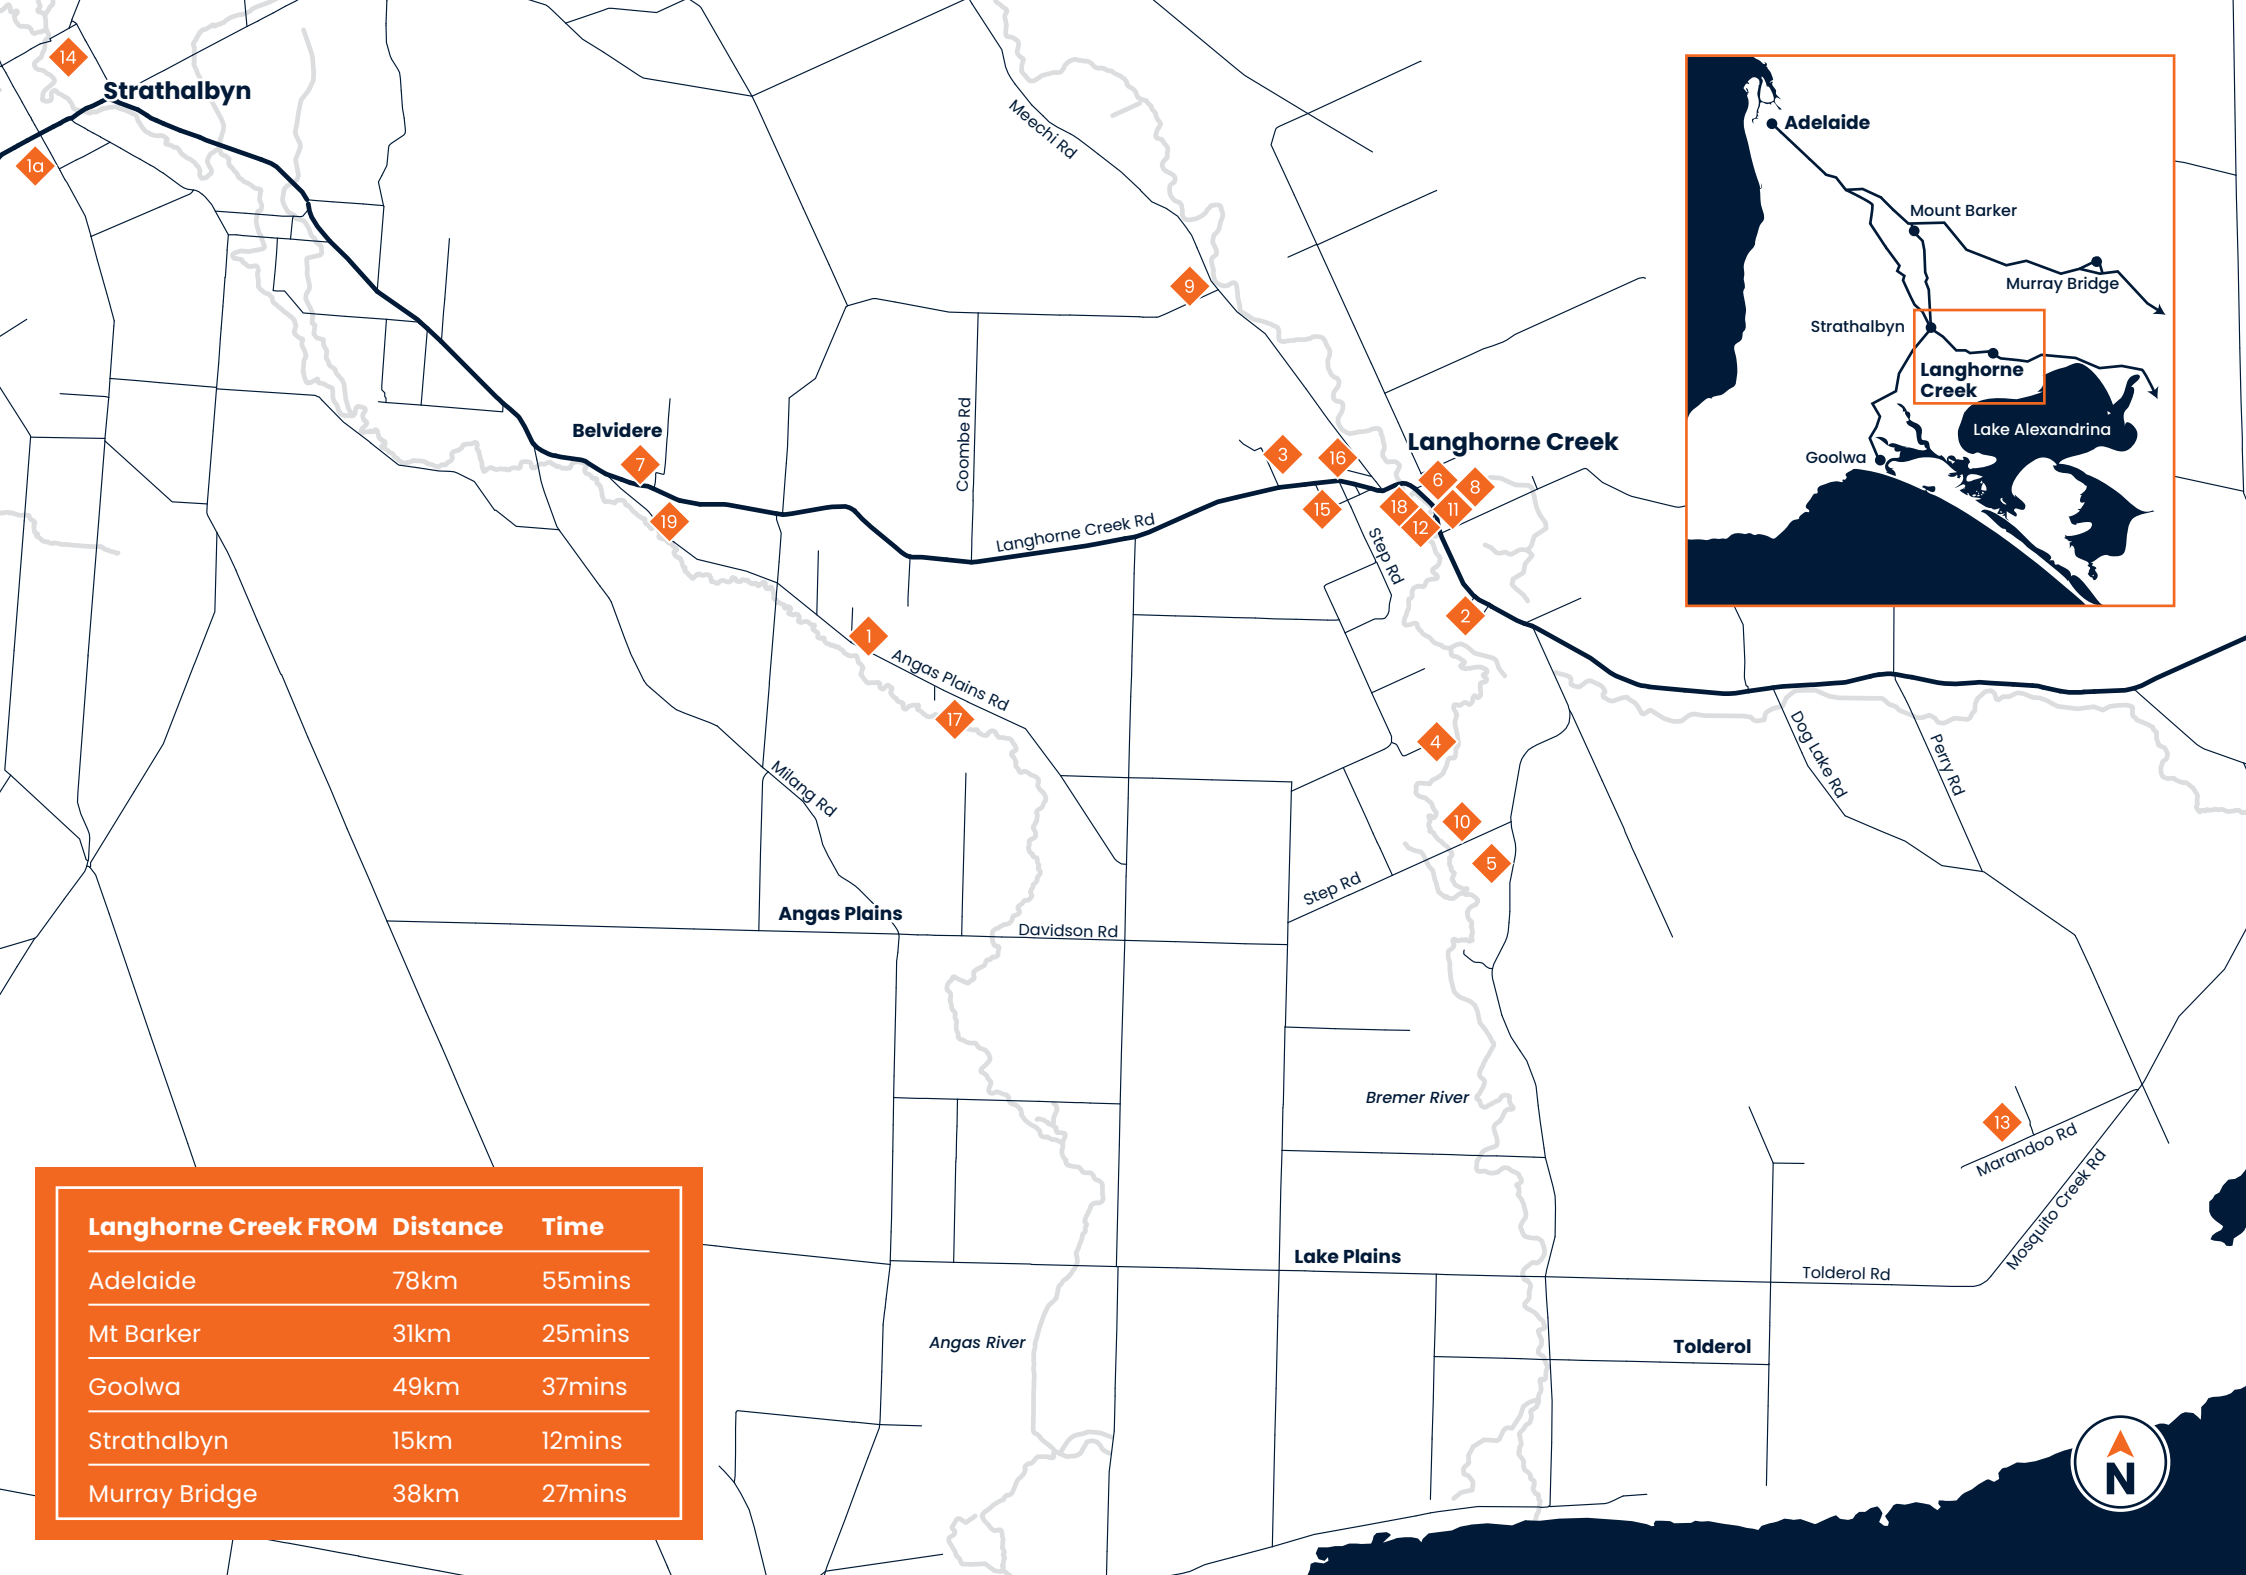 14
Strathalbyn
1a
Meechi Rd
9
Adelaide
Mount Barker
Murray Bridge
Strathalbyn
Langhorne
Creek
Lake Alexandrina
Goolwa
Belvidere
7
19
Coombe Rd
Langhorne Creek Rd
Langhorne Creek
3
16
6
8
15
18
11
12
Step Rd
2
1
Angas Plains Rd
17
4
Dog Lake Rd
Perry Rd
Milang Rd
10
5
Step Rd
Angas Plains
Davidson Rd
Bremer River
13
Marandoo Rd
Mosquito Creek Rd
Lake Plains
Tolderol Rd
Angas River
Tolderol
Langhorne Creek FROM Distance Time
Adelaide 78km 55mins
Mt Barker 31km 25mins
Goolwa 49km 37mins
Strathalbyn 15km 12mins
Murray Bridge 38km 27mins
N